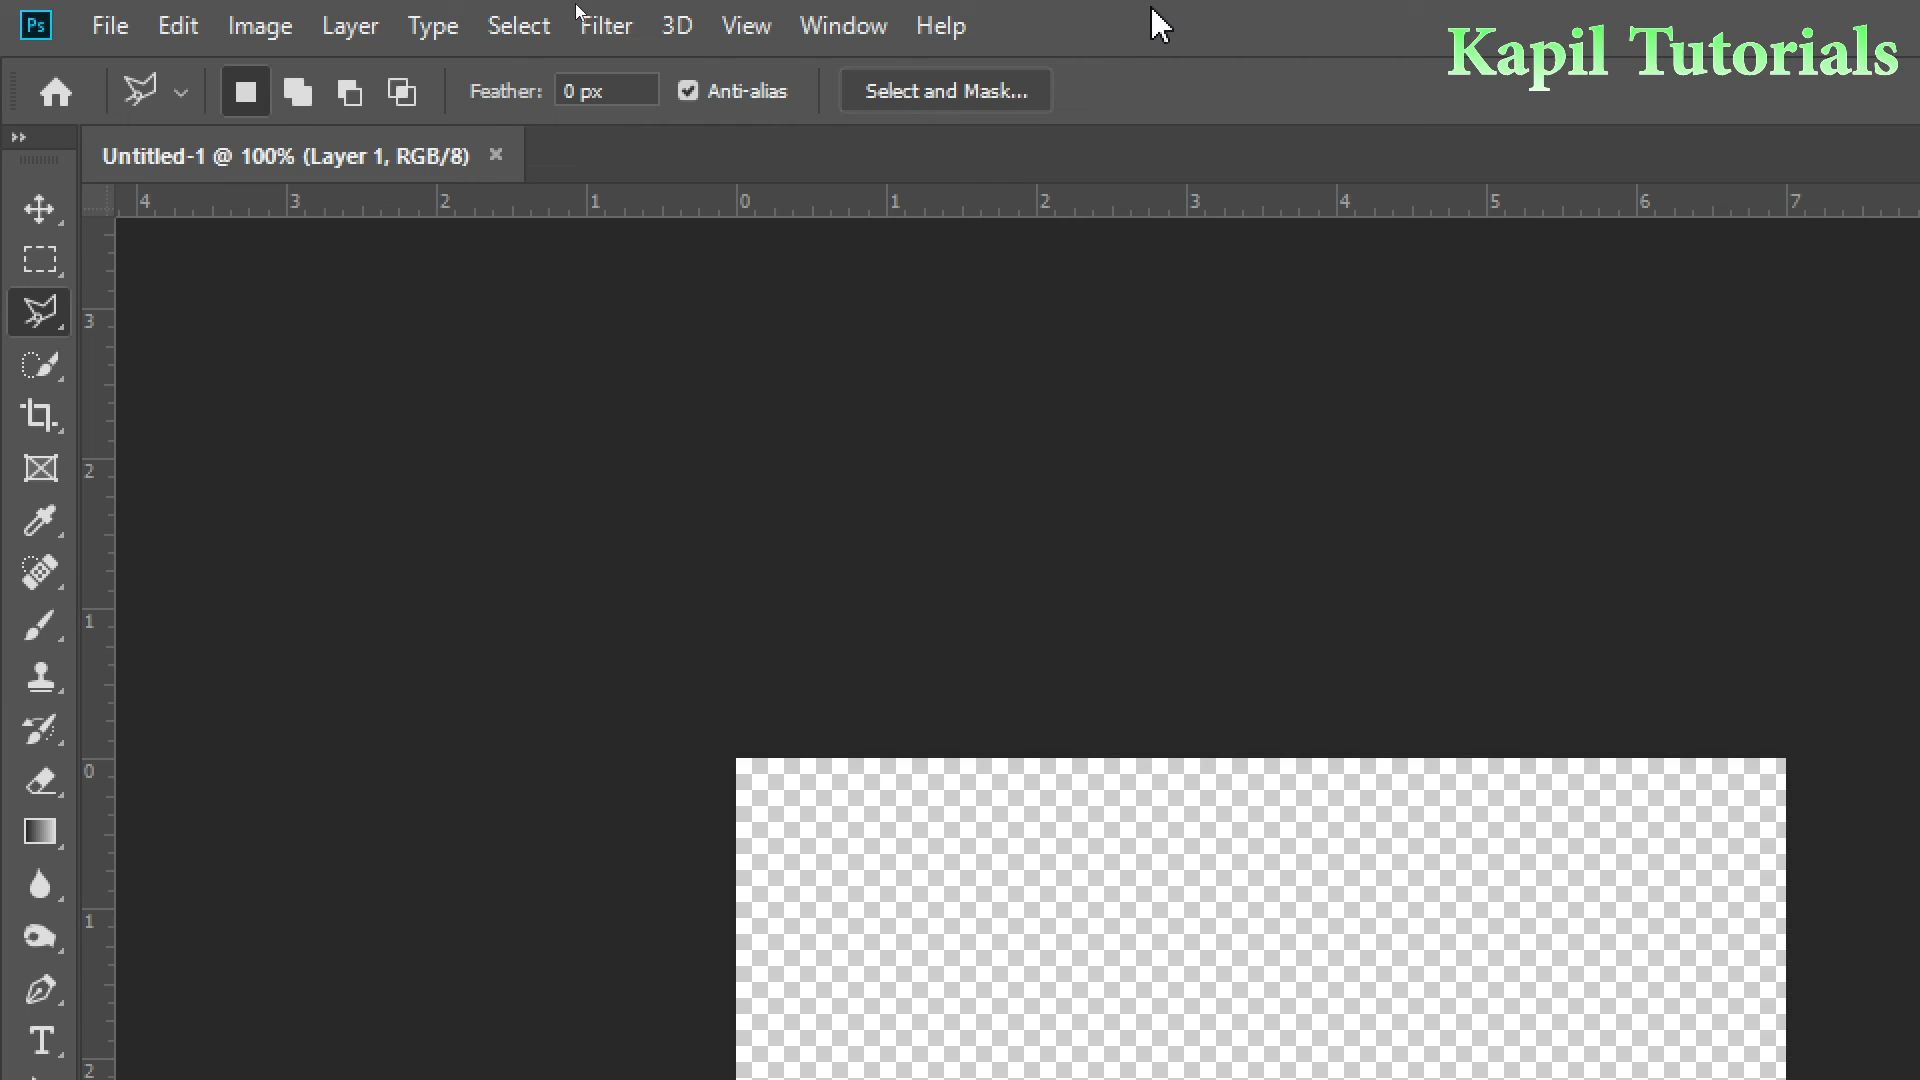 Ps File Edit Image Layer Type Select Filter 3D View Window Help
Kapil Tutorials
Feather: 0 px Anti-alias Select and Mask...
Untitled-1 @ 100% (Layer 1, RGB/8) ×
4 3 2 1 0 1 2 3 4 5 6 7
3
2
1
0
1
T
2